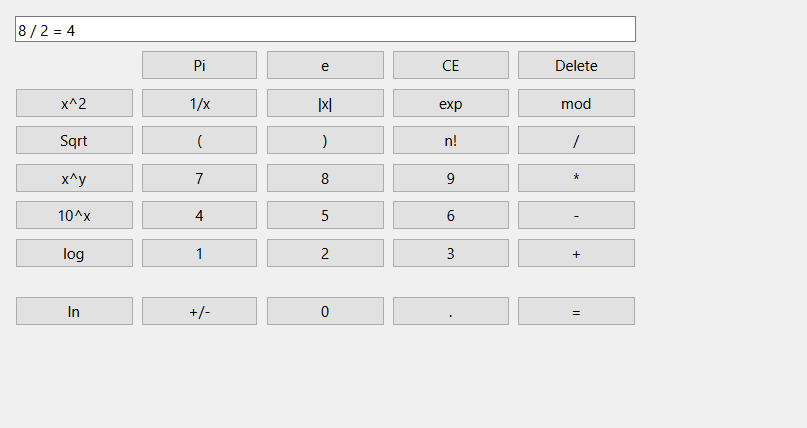 8 / 2 = 4
Pi e CE Delete
x^2 1/x |x| exp mod
Sqrt ( ) n! /
x^y 7 8 9 *
10^x 4 5 6 -
log 1 2 3 +
ln +/- 0 . =